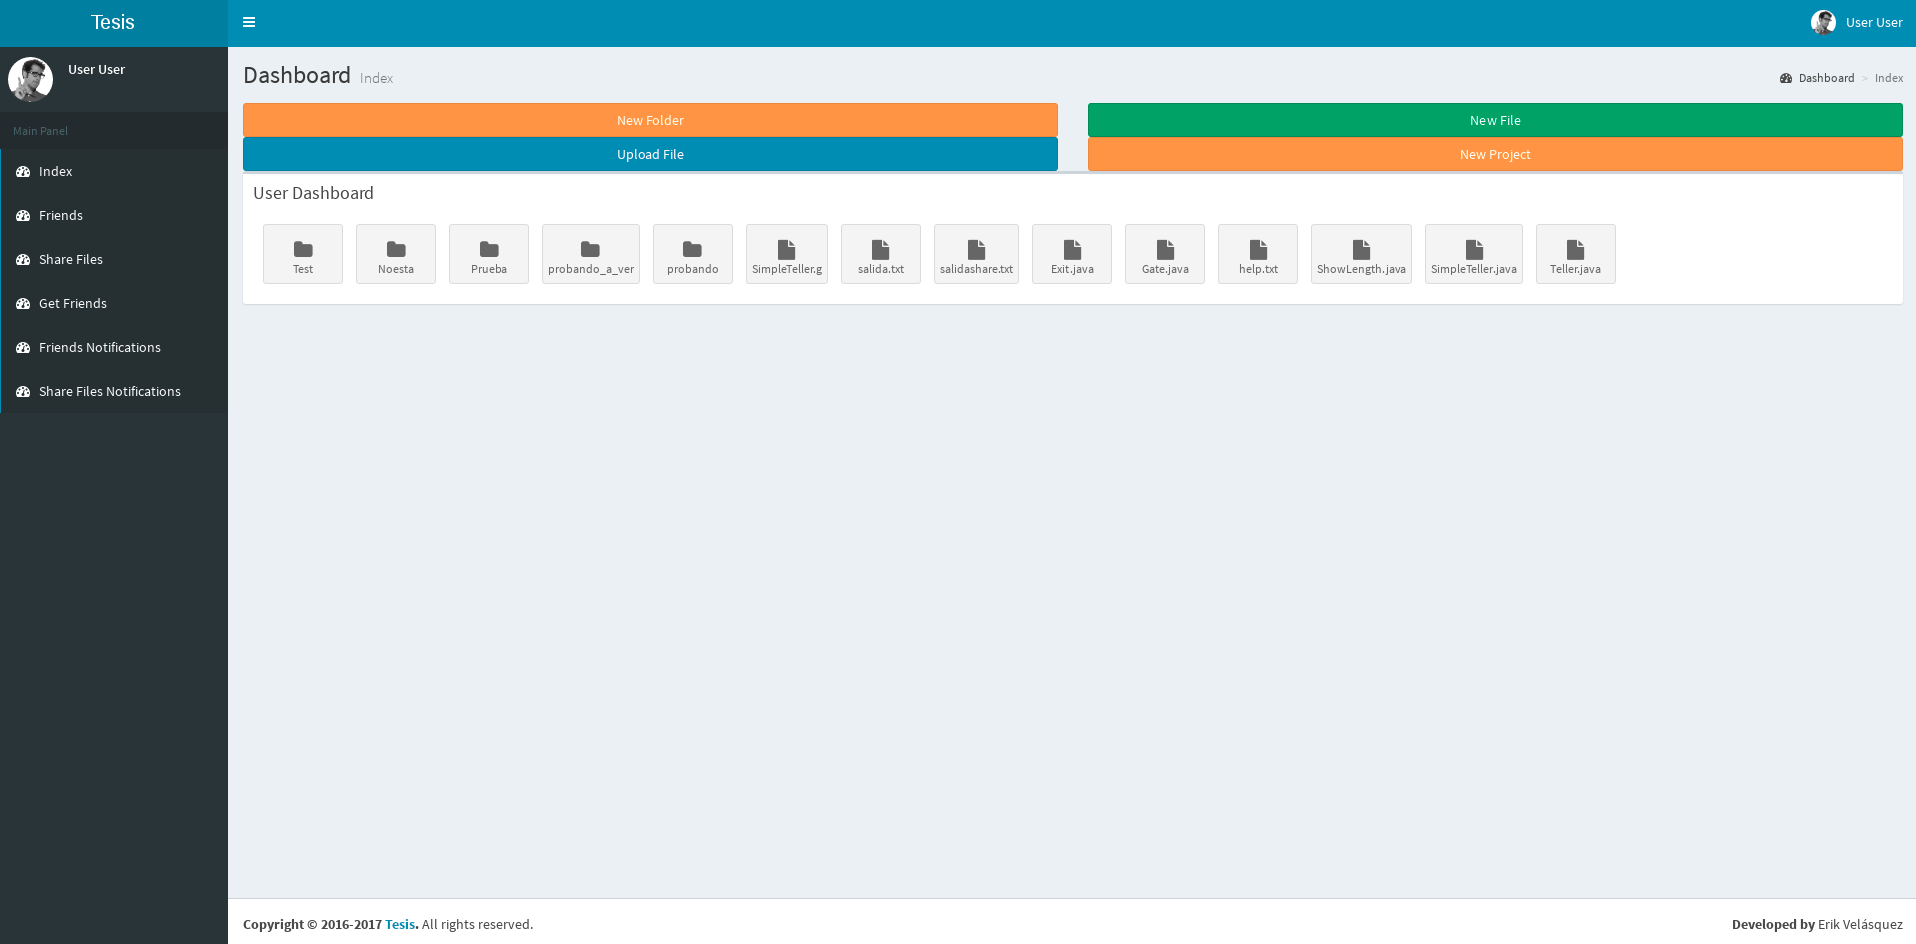 Tesis
User User
User User
Main Panel
Index
Friends
Share Files
Get Friends
Friends Notifications
Share Files Notifications
Dashboard Index
Dashboard > Index
New Folder
New File
Upload File
New Project
User Dashboard
Test
Noesta
Prueba
probando_a_ver
probando
SimpleTeller.g
salida.txt
salidashare.txt
Exit.java
Gate.java
help.txt
ShowLength.java
SimpleTeller.java
Teller.java
Copyright © 2016-2017 Tesis. All rights reserved.
Developed by Erik Velásquez